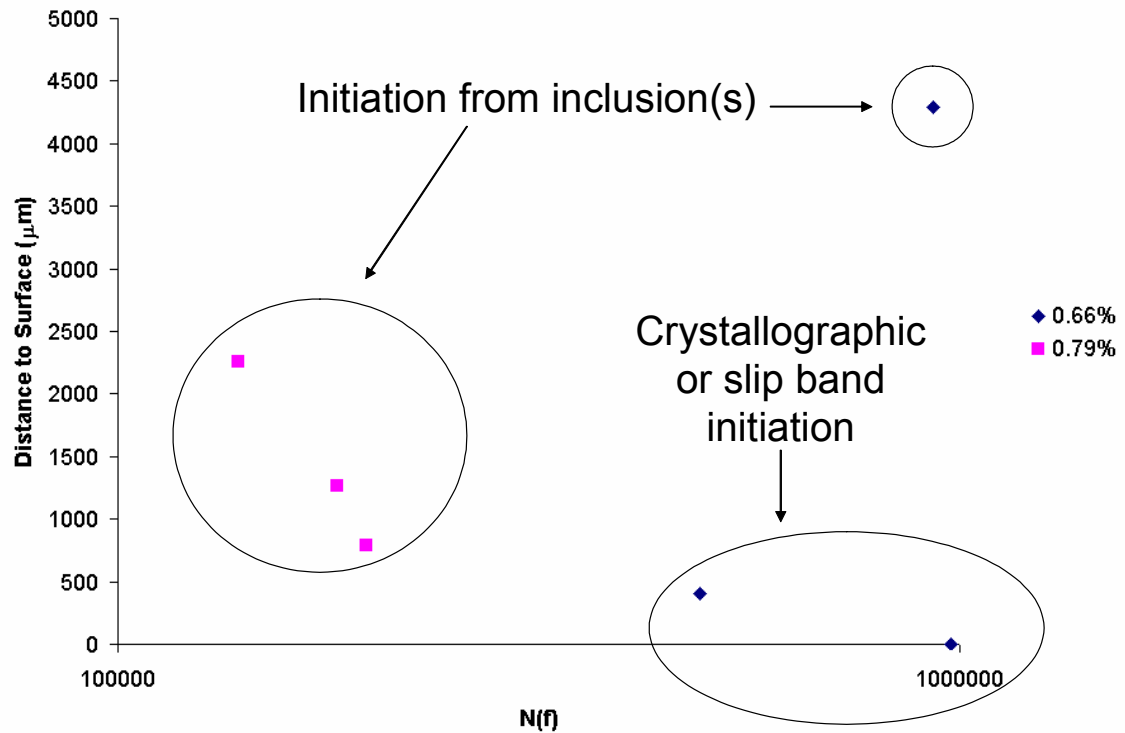 5000
4500
4000
3500
3000
2500
2000
1500
1000
500
0
Distance to Surface (μm)
Initiation from inclusion(s)
Crystallographic
or slip band
initiation
0.66%
0.79%
100000
1000000
N(f)